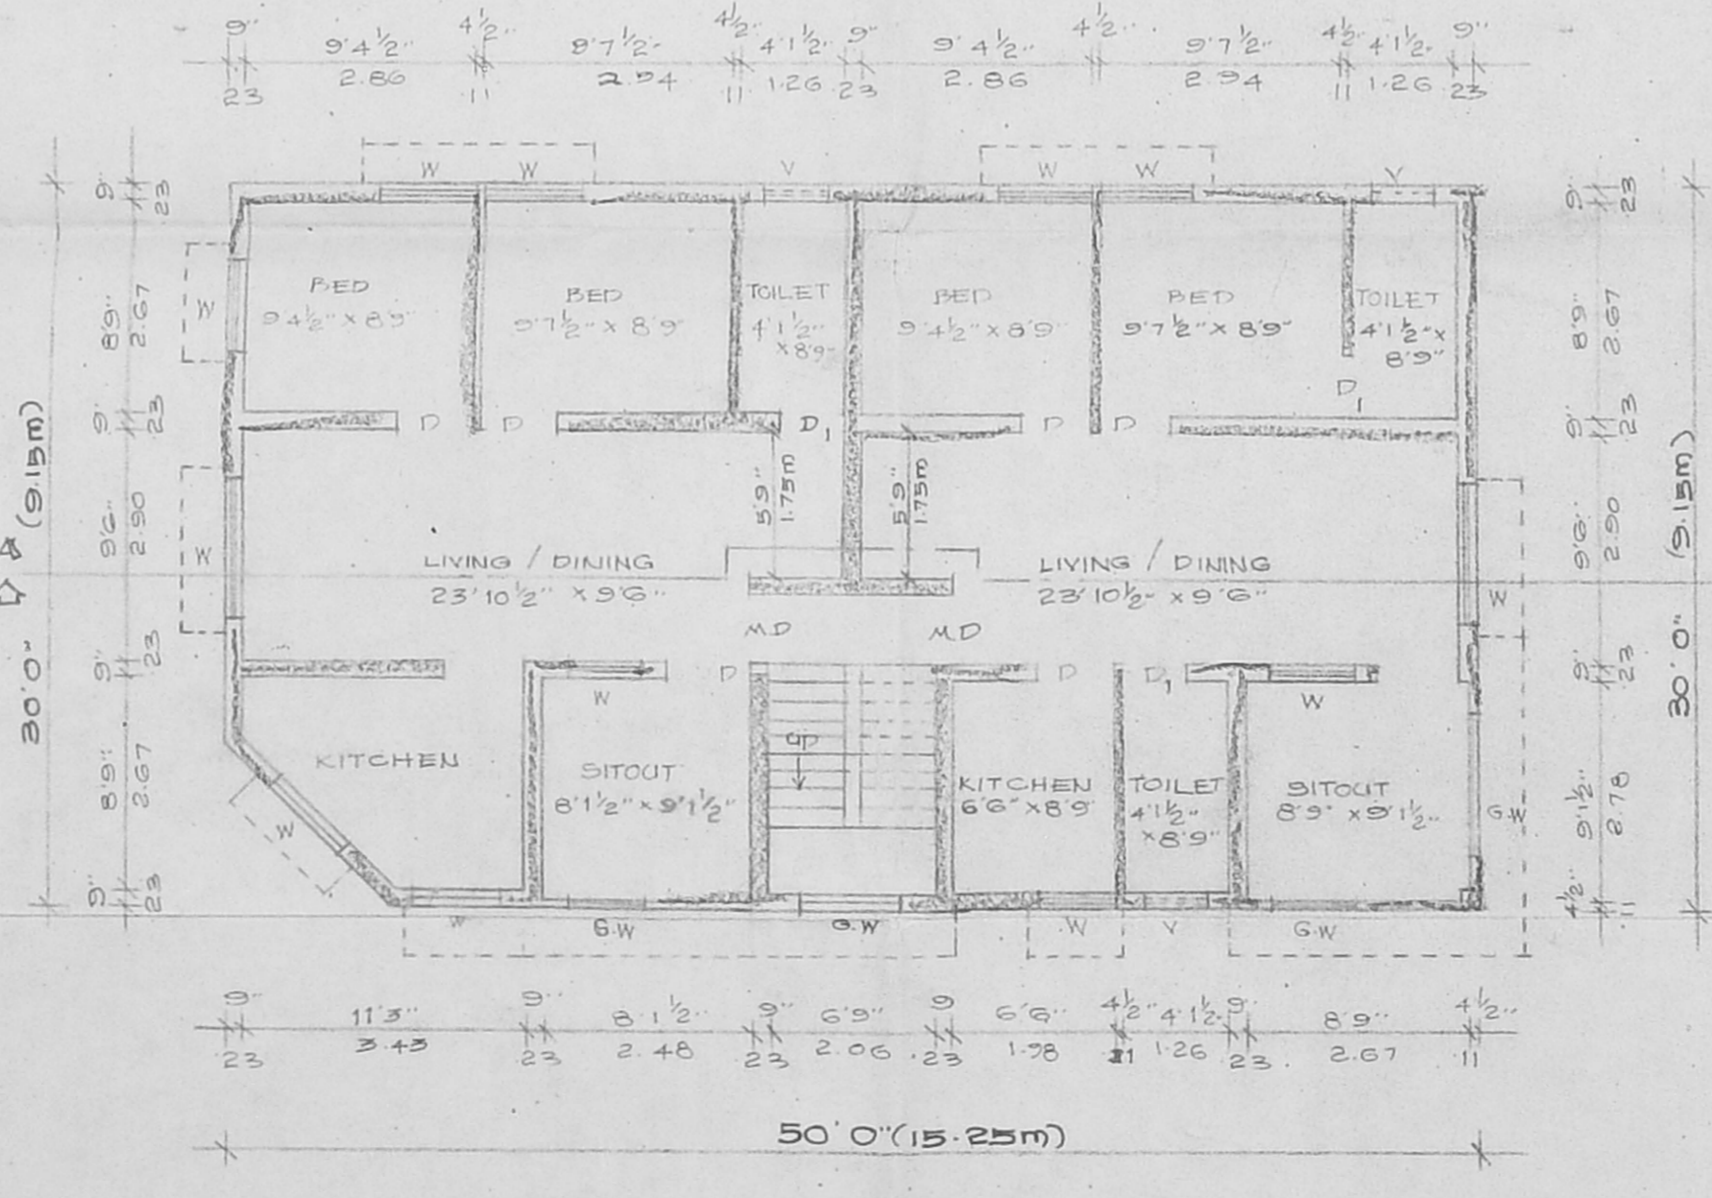 9" 9'4½" 4½" 9'7½" 4½" 4'1½" 9" 9'4½" 4½" 9'7½" 4½" 4'1½" 9"
.23 2.86 .11 2.94 .11 1.26 .23 2.86 .11 2.94 .11 1.26 .23
W W V W W V
9" .23
9" .23
BED
9'4½" x 8'9"
BED
9'7½" x 8'9"
TOILET
4'1½"
x 8'9"
BED
9'4½" x 8'9"
BED
9'7½" x 8'9"
TOILET
4'1½" x
8'9"
W
8'9" 2.67
8'9" 2.67
D D D1 D D D1
9" .23
9" .23
30'0" (9.15m)
30'0" (9.15m)
5'9"
1.75m
5'9"
1.75m
9'6" 2.90
9'6" 2.90
W
W
LIVING / DINING
23'10½" x 9'6"
LIVING / DINING
23'10½" x 9'6"
MD MD
9" .23
9" .23
W D D D1 W
UP
KITCHEN
SITOUT
8'1½" x 9'1½"
KITCHEN
6'6" x 8'9"
TOILET
4'1½"
x 8'9"
SITOUT
8'9" x 9'1½"
8'9" 2.67
9'1½" 2.78
W
G.W
9" .23
4½" .11
W G.W G.W W V G.W
9" 11'3" 9" 8'1½" 9" 6'9" 9 6'6" 4½" 4'1½" 9" 8'9" 4½"
.23 3.43 .23 2.48 .23 2.06 .23 1.98 .11 1.26 .23 2.67 .11
50'0" (15.25m)